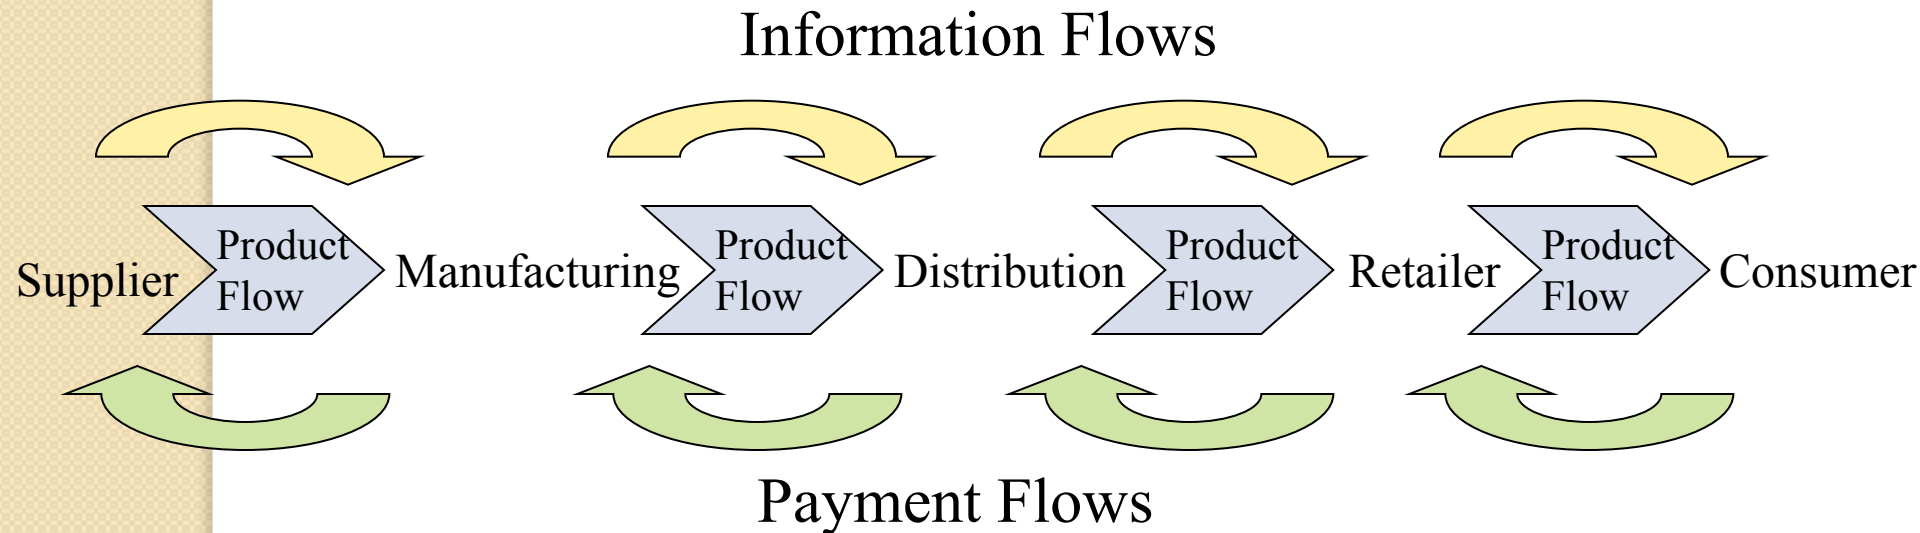 Information Flows
Supplier
Product
Flow
Manufacturing
Product
Flow
Distribution
Product
Flow
Retailer
Product
Flow
Consumer
Payment Flows